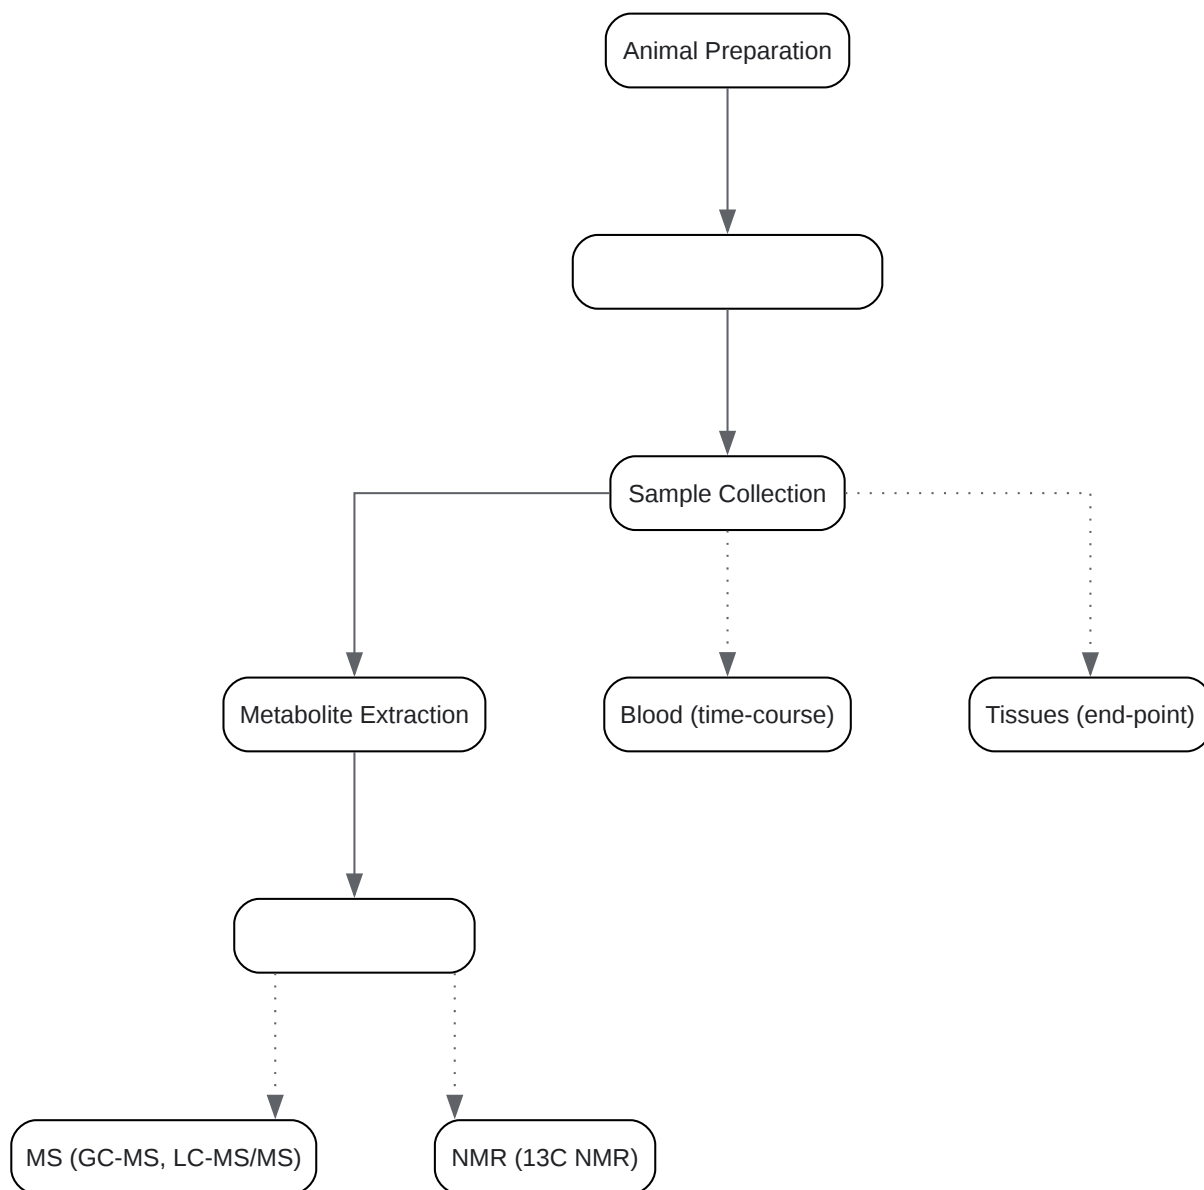 Animal Preparation
Sample Collection
Metabolite Extraction
Blood (time-course)
Tissues (end-point)
MS (GC-MS, LC-MS/MS)
NMR (13C NMR)